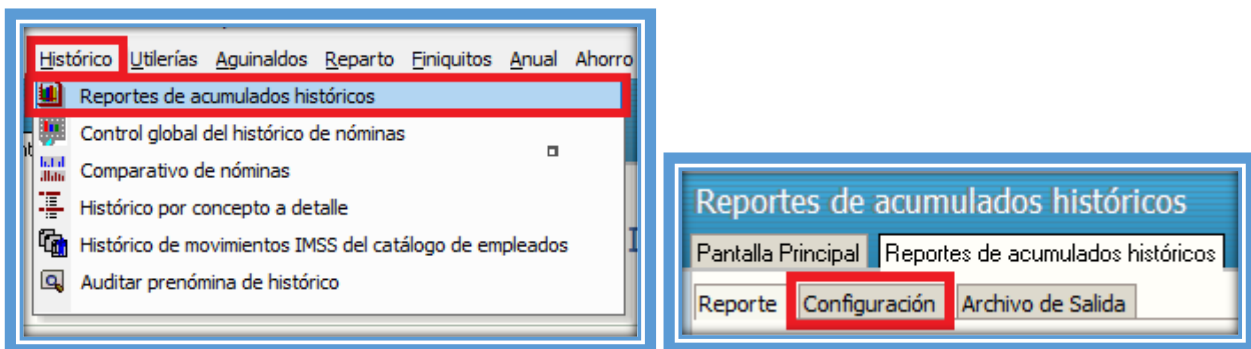 Histórico Utilerías Aguinaldos Reparto Finiquitos Anual Ahorro
Reportes de acumulados históricos
Control global del histórico de nóminas
Comparativo de nóminas
Histórico por concepto a detalle
Histórico de movimientos IMSS del catálogo de empleados
Auditar prenómina de histórico
Reportes de acumulados históricos
Pantalla Principal Reportes de acumulados históricos
Reporte Configuración Archivo de Salida